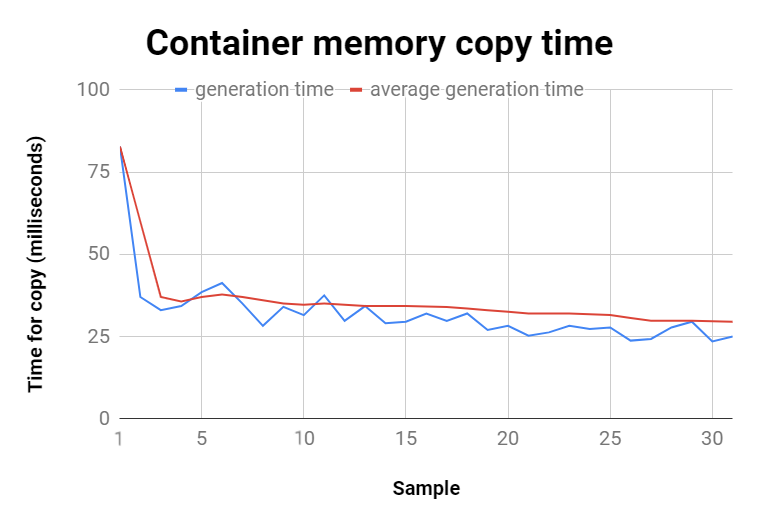 Container memory copy time
generation time
average generation time
Time for copy (milliseconds)
100
75
50
25
0
1
5
10
15
20
25
30
Sample